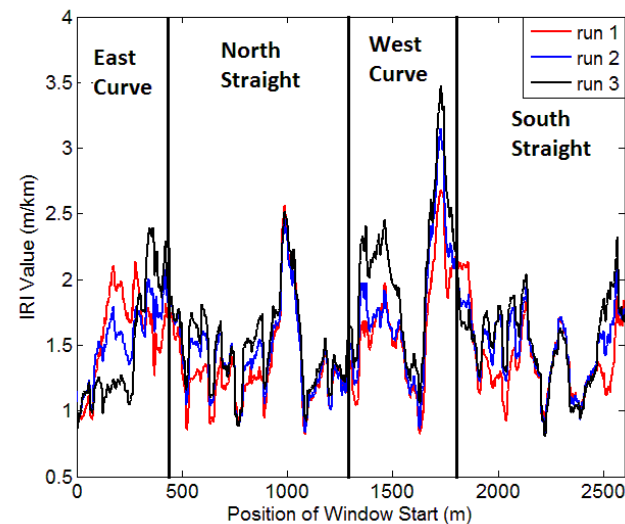 4
3.5
3
2.5
2
1.5
1
0.5
IRI Value (m/km)
East
Curve
North
Straight
West
Curve
run 1
run 2
run 3
South
Straight
0
500
1000
1500
2000
2500
Position of Window Start (m)